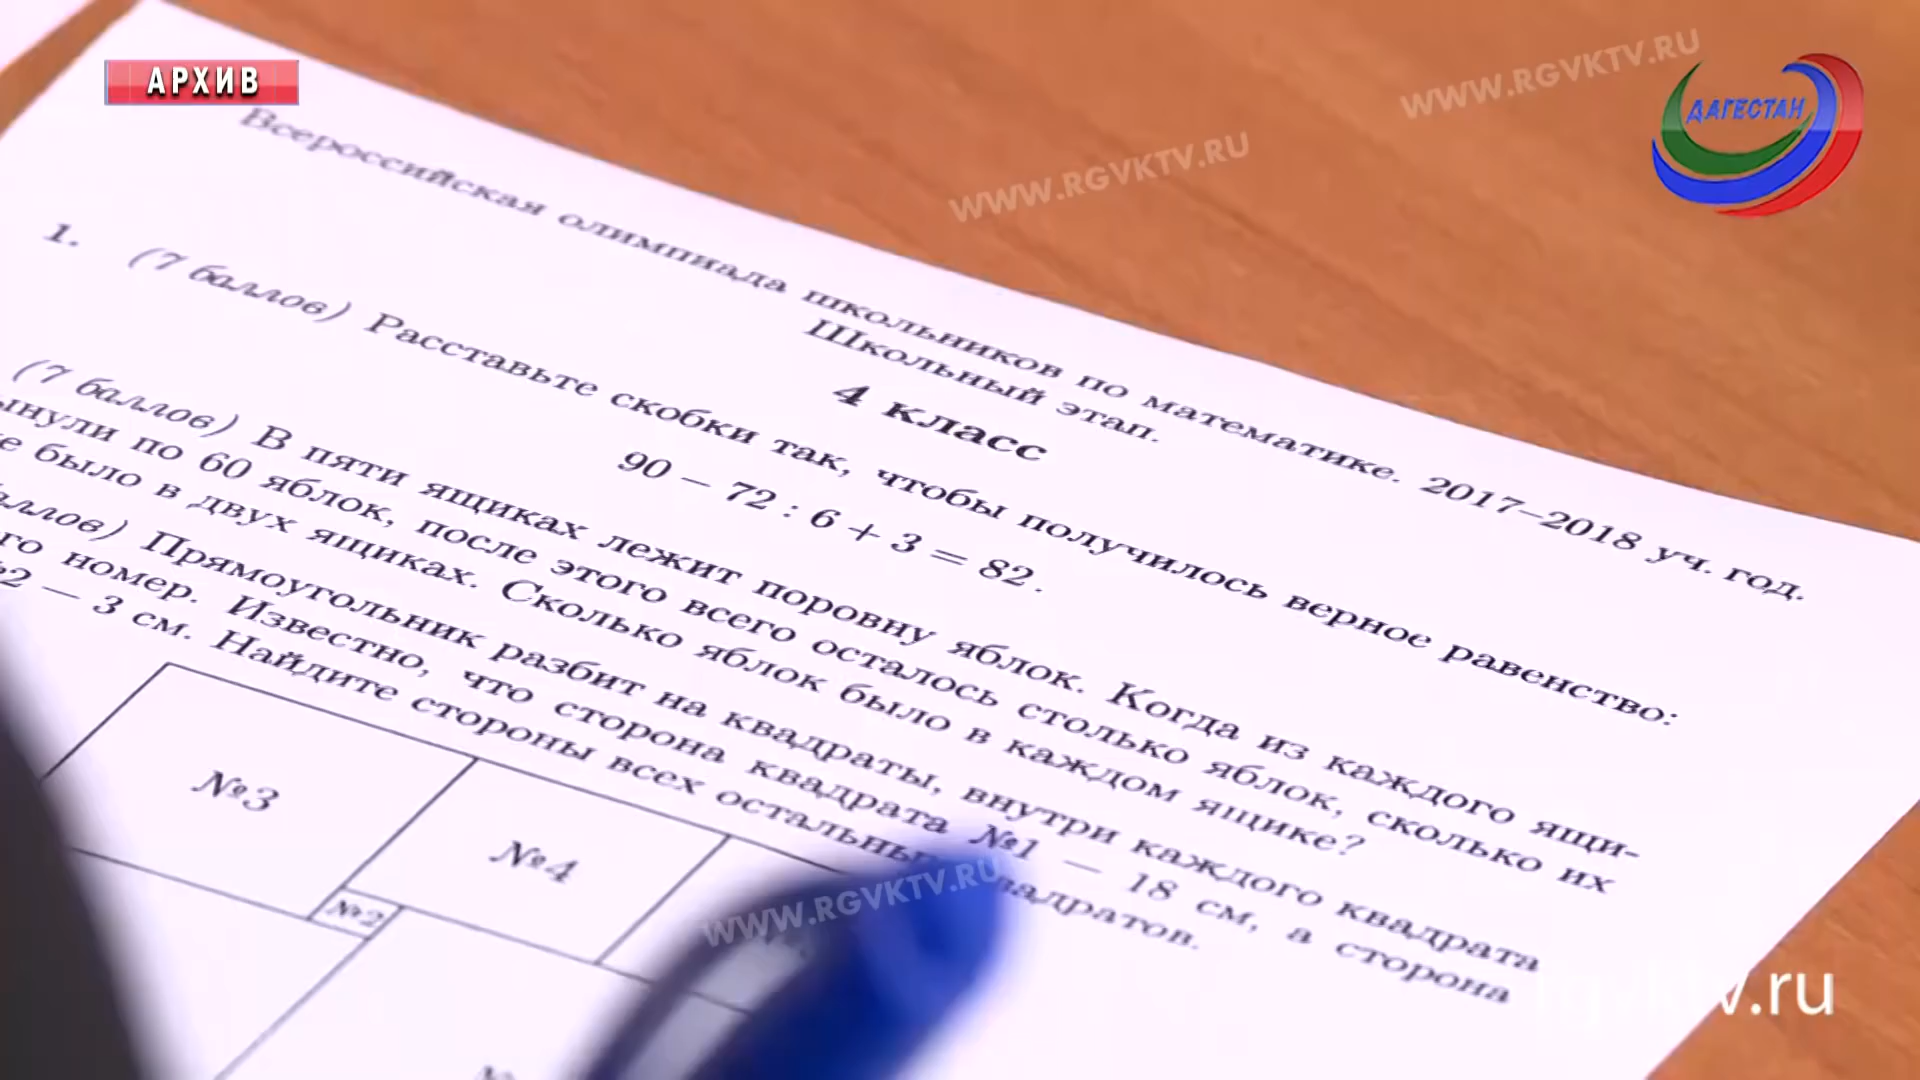 АРХИВ
ДАГЕСТАН
WWW.RGVKTV.RU
WWW.RGVKTV.RU
Всероссийская олимпиада школьников по математике. 2017–2018 уч. год.
Школьный этап.
4 класс
1. (7 баллов) Расставьте скобки так, чтобы получилось верное равенство:
90 − 72 : 6 + 3 = 82.
(7 баллов) В пяти ящиках лежит поровну яблок. Когда из каждого ящи-
по 60 яблок, после этого всего осталось столько яблок, сколько их
было в двух ящиках. Сколько яблок было в каждом ящике?
Прямоугольник разбит на квадраты, внутри каждого квадрата
номер. Известно, что сторона квадрата №1 — 18 см, а сторона
— 3 см. Найдите стороны всех
№3
№4
№2
WWW.RGVKTV.RU
rgvktv.ru